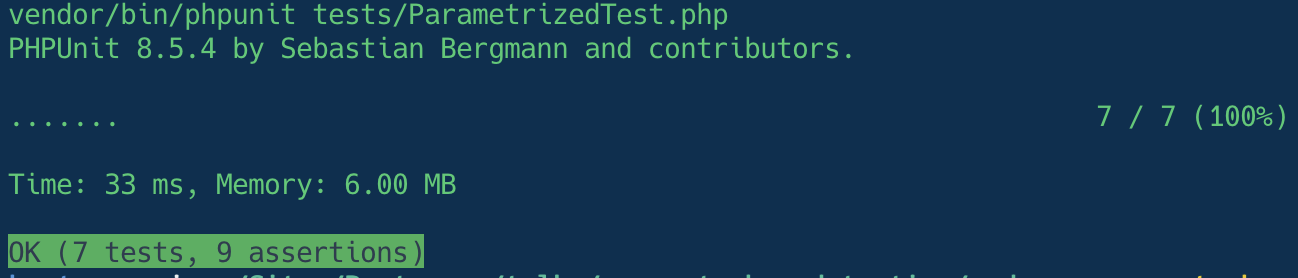 vendor/bin/phpunit tests/ParametrizedTest.php
PHPUnit 8.5.4 by Sebastian Bergmann and contributors.
.......
7 / 7 (100%)
Time: 33 ms, Memory: 6.00 MB
OK (7 tests, 9 assertions)